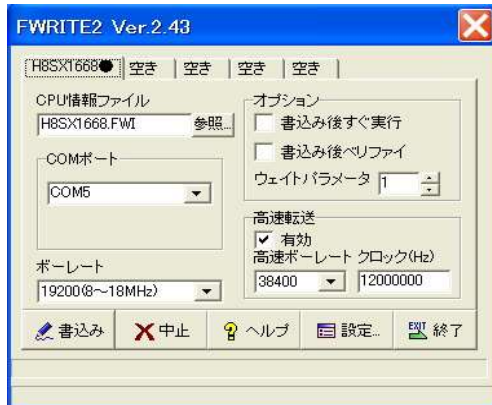 FWRITE2 Ver.2.43
H8SX1668● 空き 空き 空き 空き
CPU情報ファイル
H8SX1668.FWI 参照...
COMポート
COM5
ボーレート
19200(8～18MHz)
オプション
書込み後すぐ実行
書込み後ベリファイ
ウェイトパラメータ 1
高速転送
有効
高速ボーレート クロック(Hz)
38400 12000000
書込み 中止 ヘルプ 設定... EXIT 終了